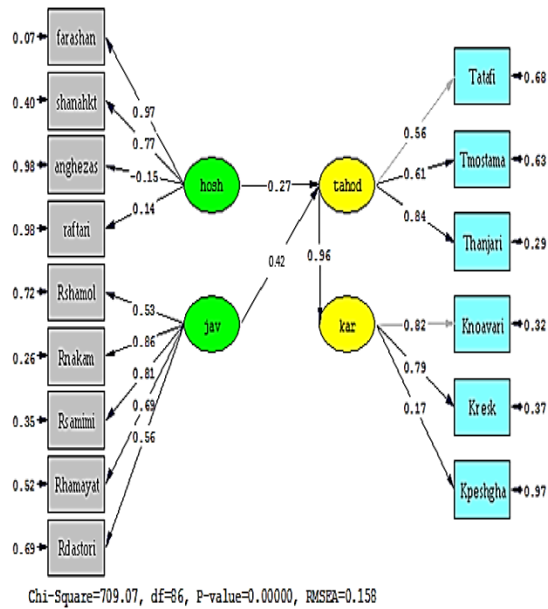 0.07 farashan
0.40 shanahkt
0.98 anghezas
0.98 raftari
0.72 Rshamol
0.26 Rnakam
0.35 Rsamimi
0.52 Rhamayat
0.69 Rdastori
0.97
0.77
-0.15
0.14
0.53
0.86
0.81
0.69
0.56
hosh
jav
0.27
0.42
tahod
0.96
kar
0.56
0.61
0.84
0.82
0.79
0.17
Tatafi 0.68
Tmostama 0.63
Thanjari 0.29
Knoavari 0.32
Kresk 0.37
Kpeshgha 0.97
Chi-Square=709.07, df=86, P-value=0.00000, RMSEA=0.158